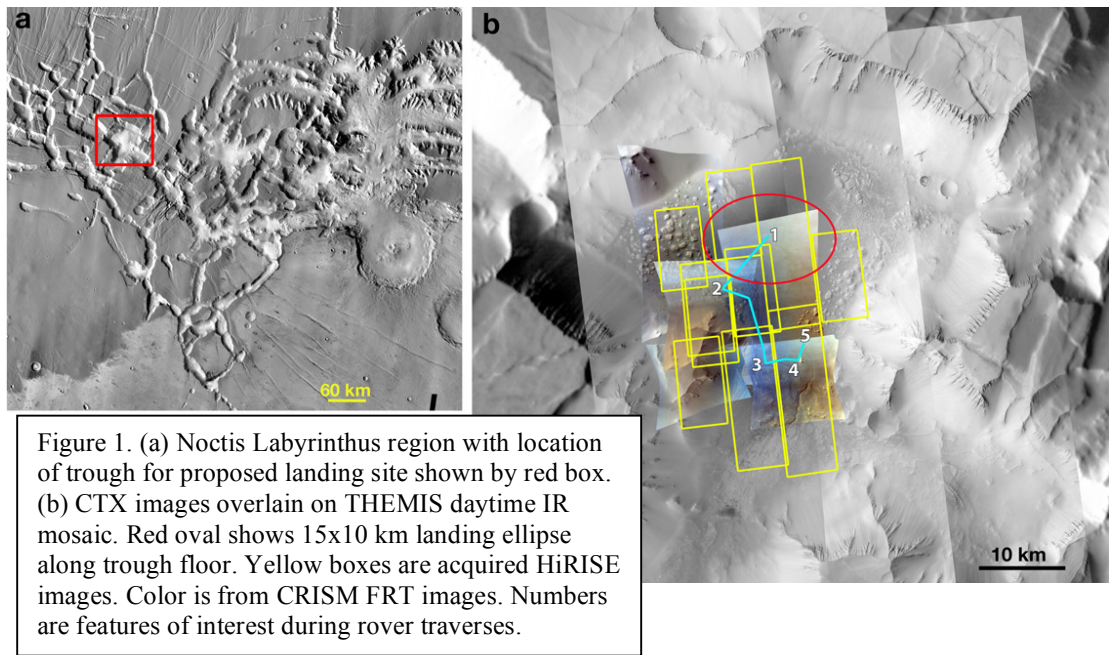 a
60 km
b
1
2
3
4
5
10 km
Figure 1. (a) Noctis Labyrinthus region with location
of trough for proposed landing site shown by red box.
(b) CTX images overlain on THEMIS daytime IR
mosaic. Red oval shows 15x10 km landing ellipse
along trough floor. Yellow boxes are acquired HiRISE
images. Color is from CRISM FRT images. Numbers
are features of interest during rover traverses.